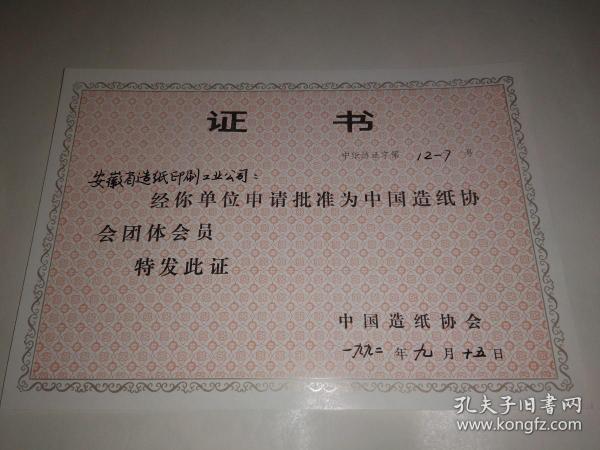 证 书
中纸协证字第 12-7 号
安徽省造纸印刷工业公司：
经你单位申请批准为中国造纸协
会团体会员
特发此证
中国造纸协会
一九九二年九月十五日
孔夫子旧书网
www.kongfz.com